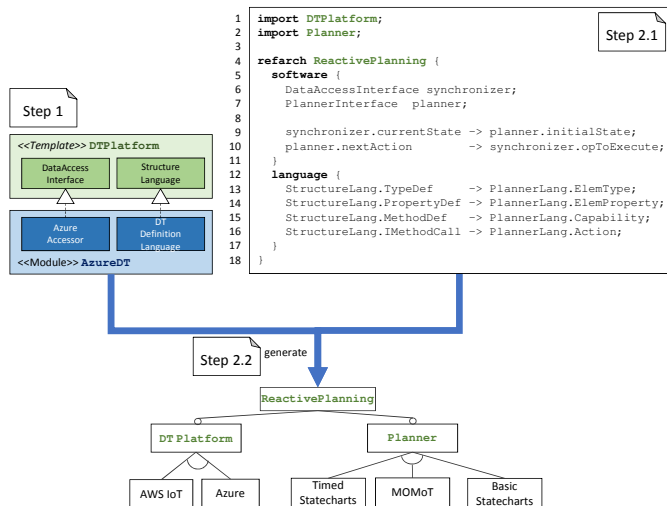 Step 1
<<Template>> DTPlatform
DataAccess
Interface
Structure
Language
Azure
Accessor
DT
Definition
Language
<<Module>> AzureDT
Step 2.1
1 import DTPlatform;
2 import Planner;
3
4 refarch ReactivePlanning {
5 software {
6 DataAccessInterface synchronizer;
7 PlannerInterface planner;
8
9 synchronizer.currentState -> planner.initialState;
10 planner.nextAction -> synchronizer.opToExecute;
11 }
12 language {
13 StructureLang.TypeDef -> PlannerLang.ElemType;
14 StructureLang.PropertyDef -> PlannerLang.ElemProperty;
15 StructureLang.MethodDef -> PlannerLang.Capability;
16 StructureLang.IMethodCall -> PlannerLang.Action;
17 }
18 }
Step 2.2
generate
ReactivePlanning
DT Platform
Planner
AWS IoT
Azure
Timed
Statecharts
MOMoT
Basic
Statecharts